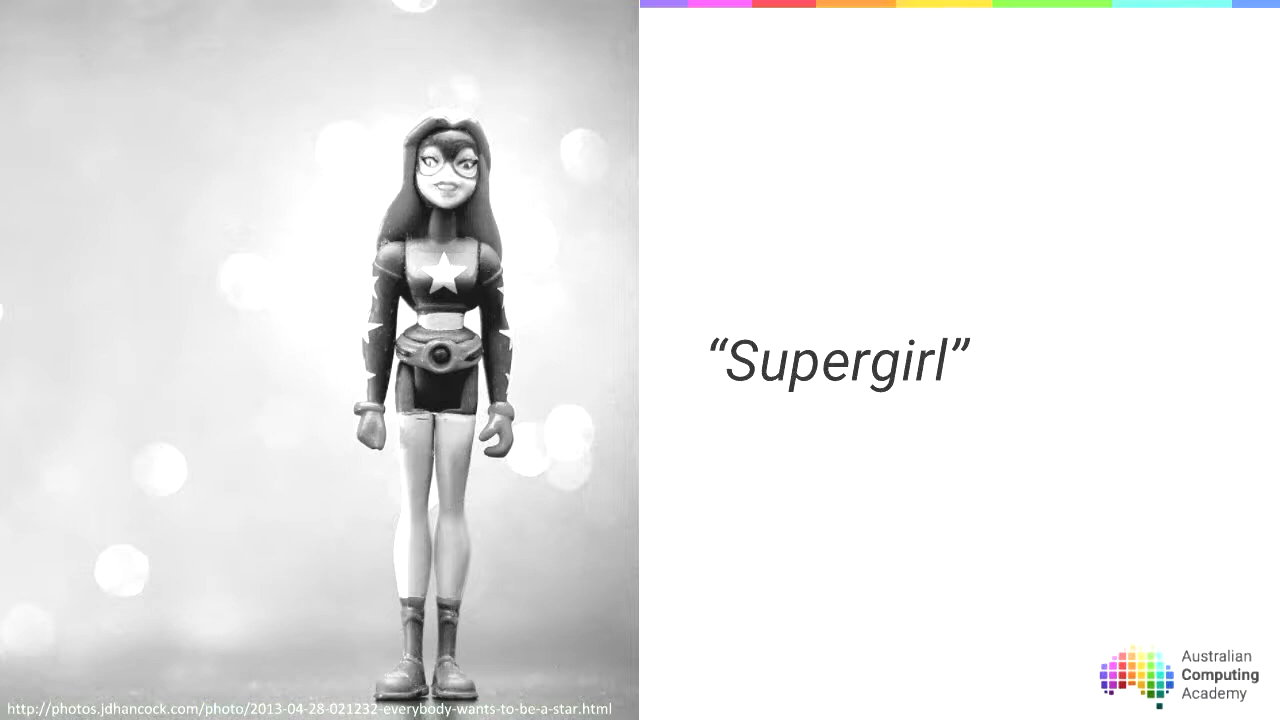 “Supergirl”
http://photos.jdhancock.com/photo/2013-04-28-021232-everybody-wants-to-be-a-star.html
Australian
Computing
Academy